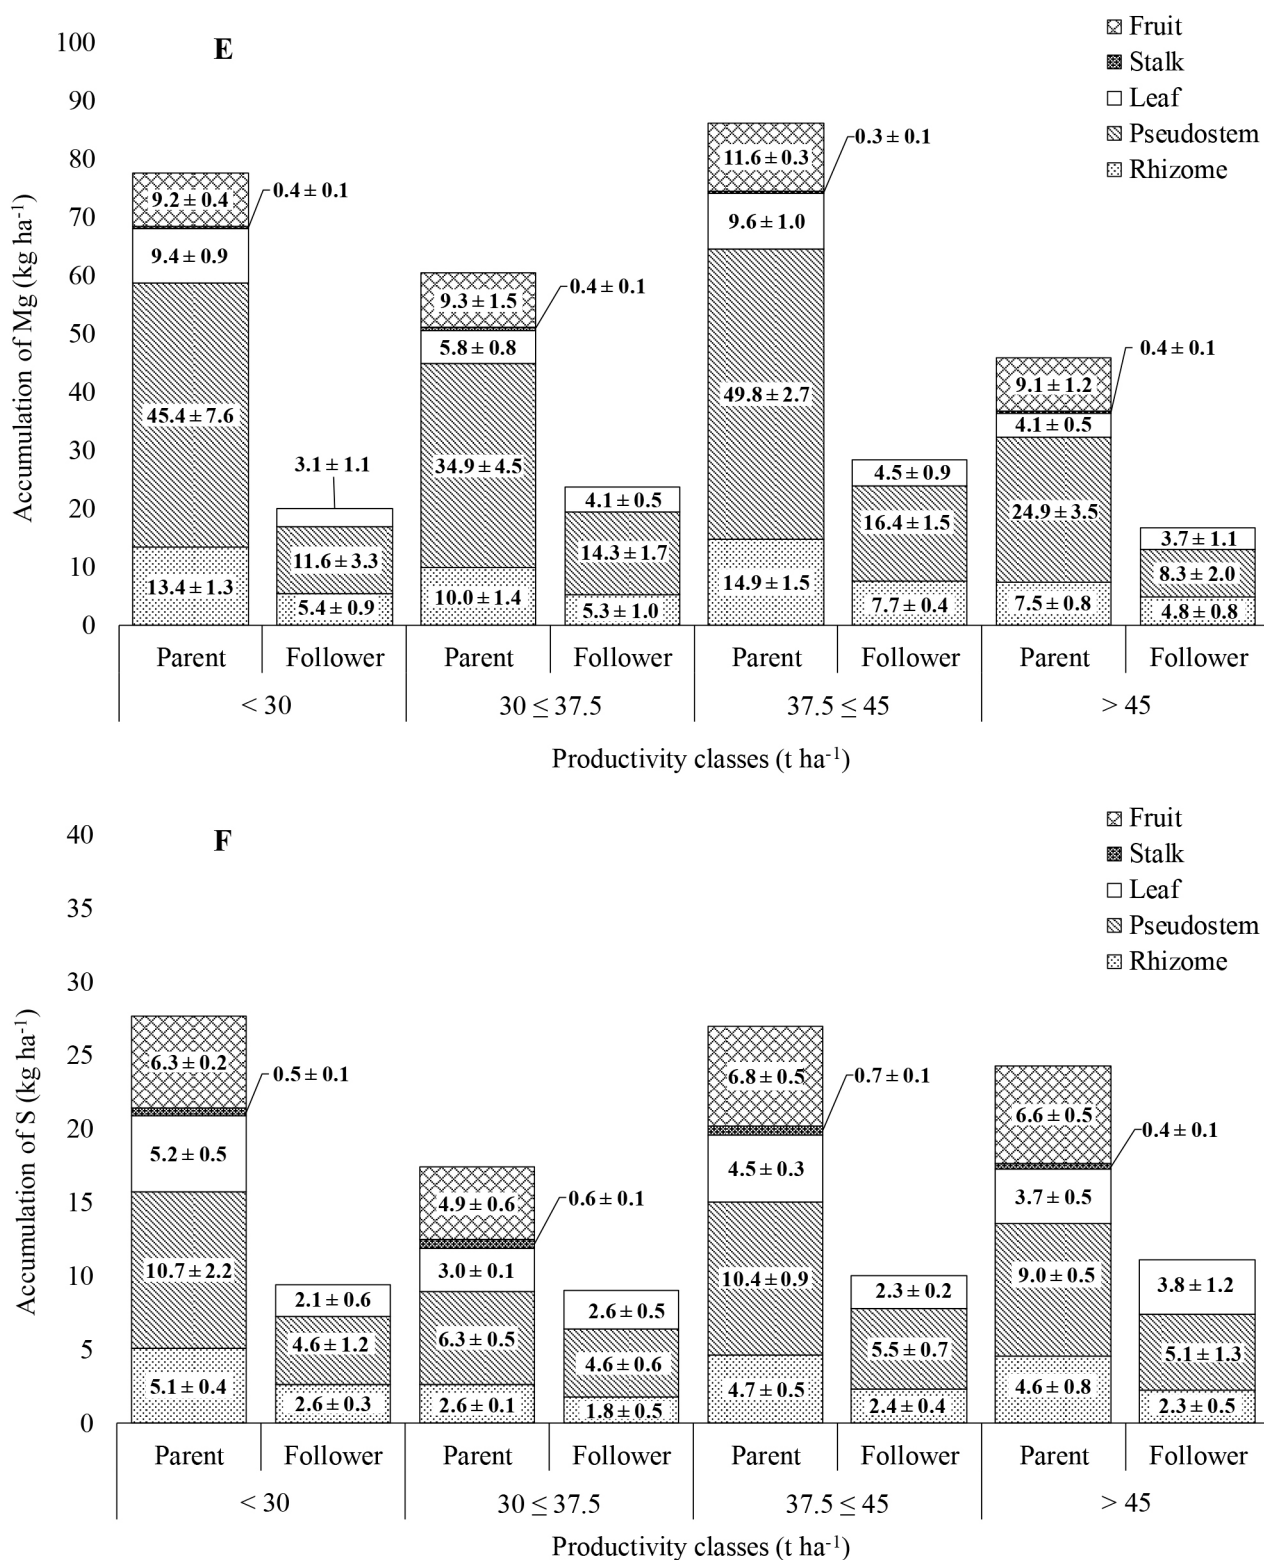 E
Fruit
Stalk
Leaf
Pseudostem
Rhizome
Accumulation of Mg (kg ha⁻¹)
100
90
80
70
60
50
40
30
20
10
0
9.2 ± 0.4
0.4 ± 0.1
9.4 ± 0.9
45.4 ± 7.6
13.4 ± 1.3
3.1 ± 1.1
11.6 ± 3.3
5.4 ± 0.9
9.3 ± 1.5
0.4 ± 0.1
5.8 ± 0.8
34.9 ± 4.5
10.0 ± 1.4
4.1 ± 0.5
14.3 ± 1.7
5.3 ± 1.0
11.6 ± 0.3
0.3 ± 0.1
9.6 ± 1.0
49.8 ± 2.7
14.9 ± 1.5
4.5 ± 0.9
16.4 ± 1.5
7.7 ± 0.4
9.1 ± 1.2
0.4 ± 0.1
4.1 ± 0.5
24.9 ± 3.5
7.5 ± 0.8
3.7 ± 1.1
8.3 ± 2.0
4.8 ± 0.8
Parent Follower Parent Follower Parent Follower Parent Follower
< 30 30 ≤ 37.5 37.5 ≤ 45 > 45
Productivity classes (t ha⁻¹)
F
Fruit
Stalk
Leaf
Pseudostem
Rhizome
Accumulation of S (kg ha⁻¹)
40
35
30
25
20
15
10
5
0
6.3 ± 0.2
0.5 ± 0.1
5.2 ± 0.5
10.7 ± 2.2
5.1 ± 0.4
2.1 ± 0.6
4.6 ± 1.2
2.6 ± 0.3
4.9 ± 0.6
0.6 ± 0.1
3.0 ± 0.1
6.3 ± 0.5
2.6 ± 0.1
2.6 ± 0.5
4.6 ± 0.6
1.8 ± 0.5
6.8 ± 0.5
0.7 ± 0.1
4.5 ± 0.3
10.4 ± 0.9
4.7 ± 0.5
2.3 ± 0.2
5.5 ± 0.7
2.4 ± 0.4
6.6 ± 0.5
0.4 ± 0.1
3.7 ± 0.5
9.0 ± 0.5
4.6 ± 0.8
3.8 ± 1.2
5.1 ± 1.3
2.3 ± 0.5
Parent Follower Parent Follower Parent Follower Parent Follower
< 30 30 ≤ 37.5 37.5 ≤ 45 > 45
Productivity classes (t ha⁻¹)